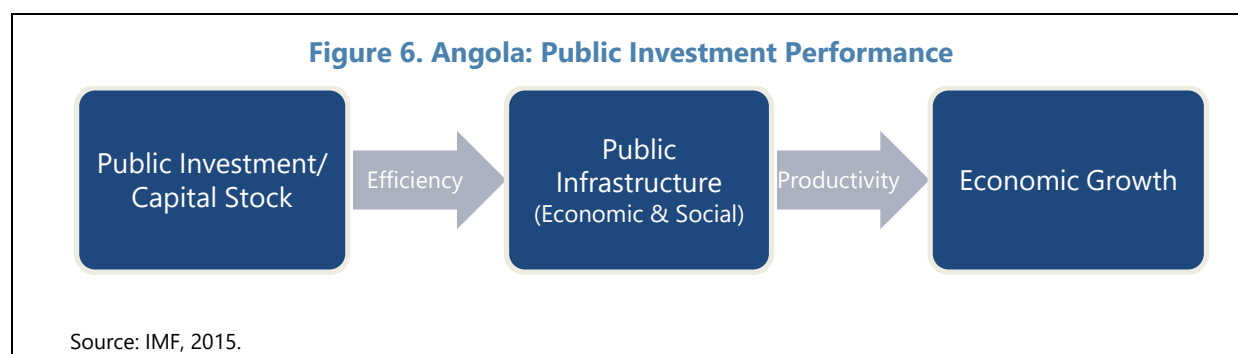 Figure 6. Angola: Public Investment Performance
Public Investment/
Capital Stock
Efficiency
Public
Infrastructure
(Economic & Social)
Productivity
Economic Growth
Source: IMF, 2015.